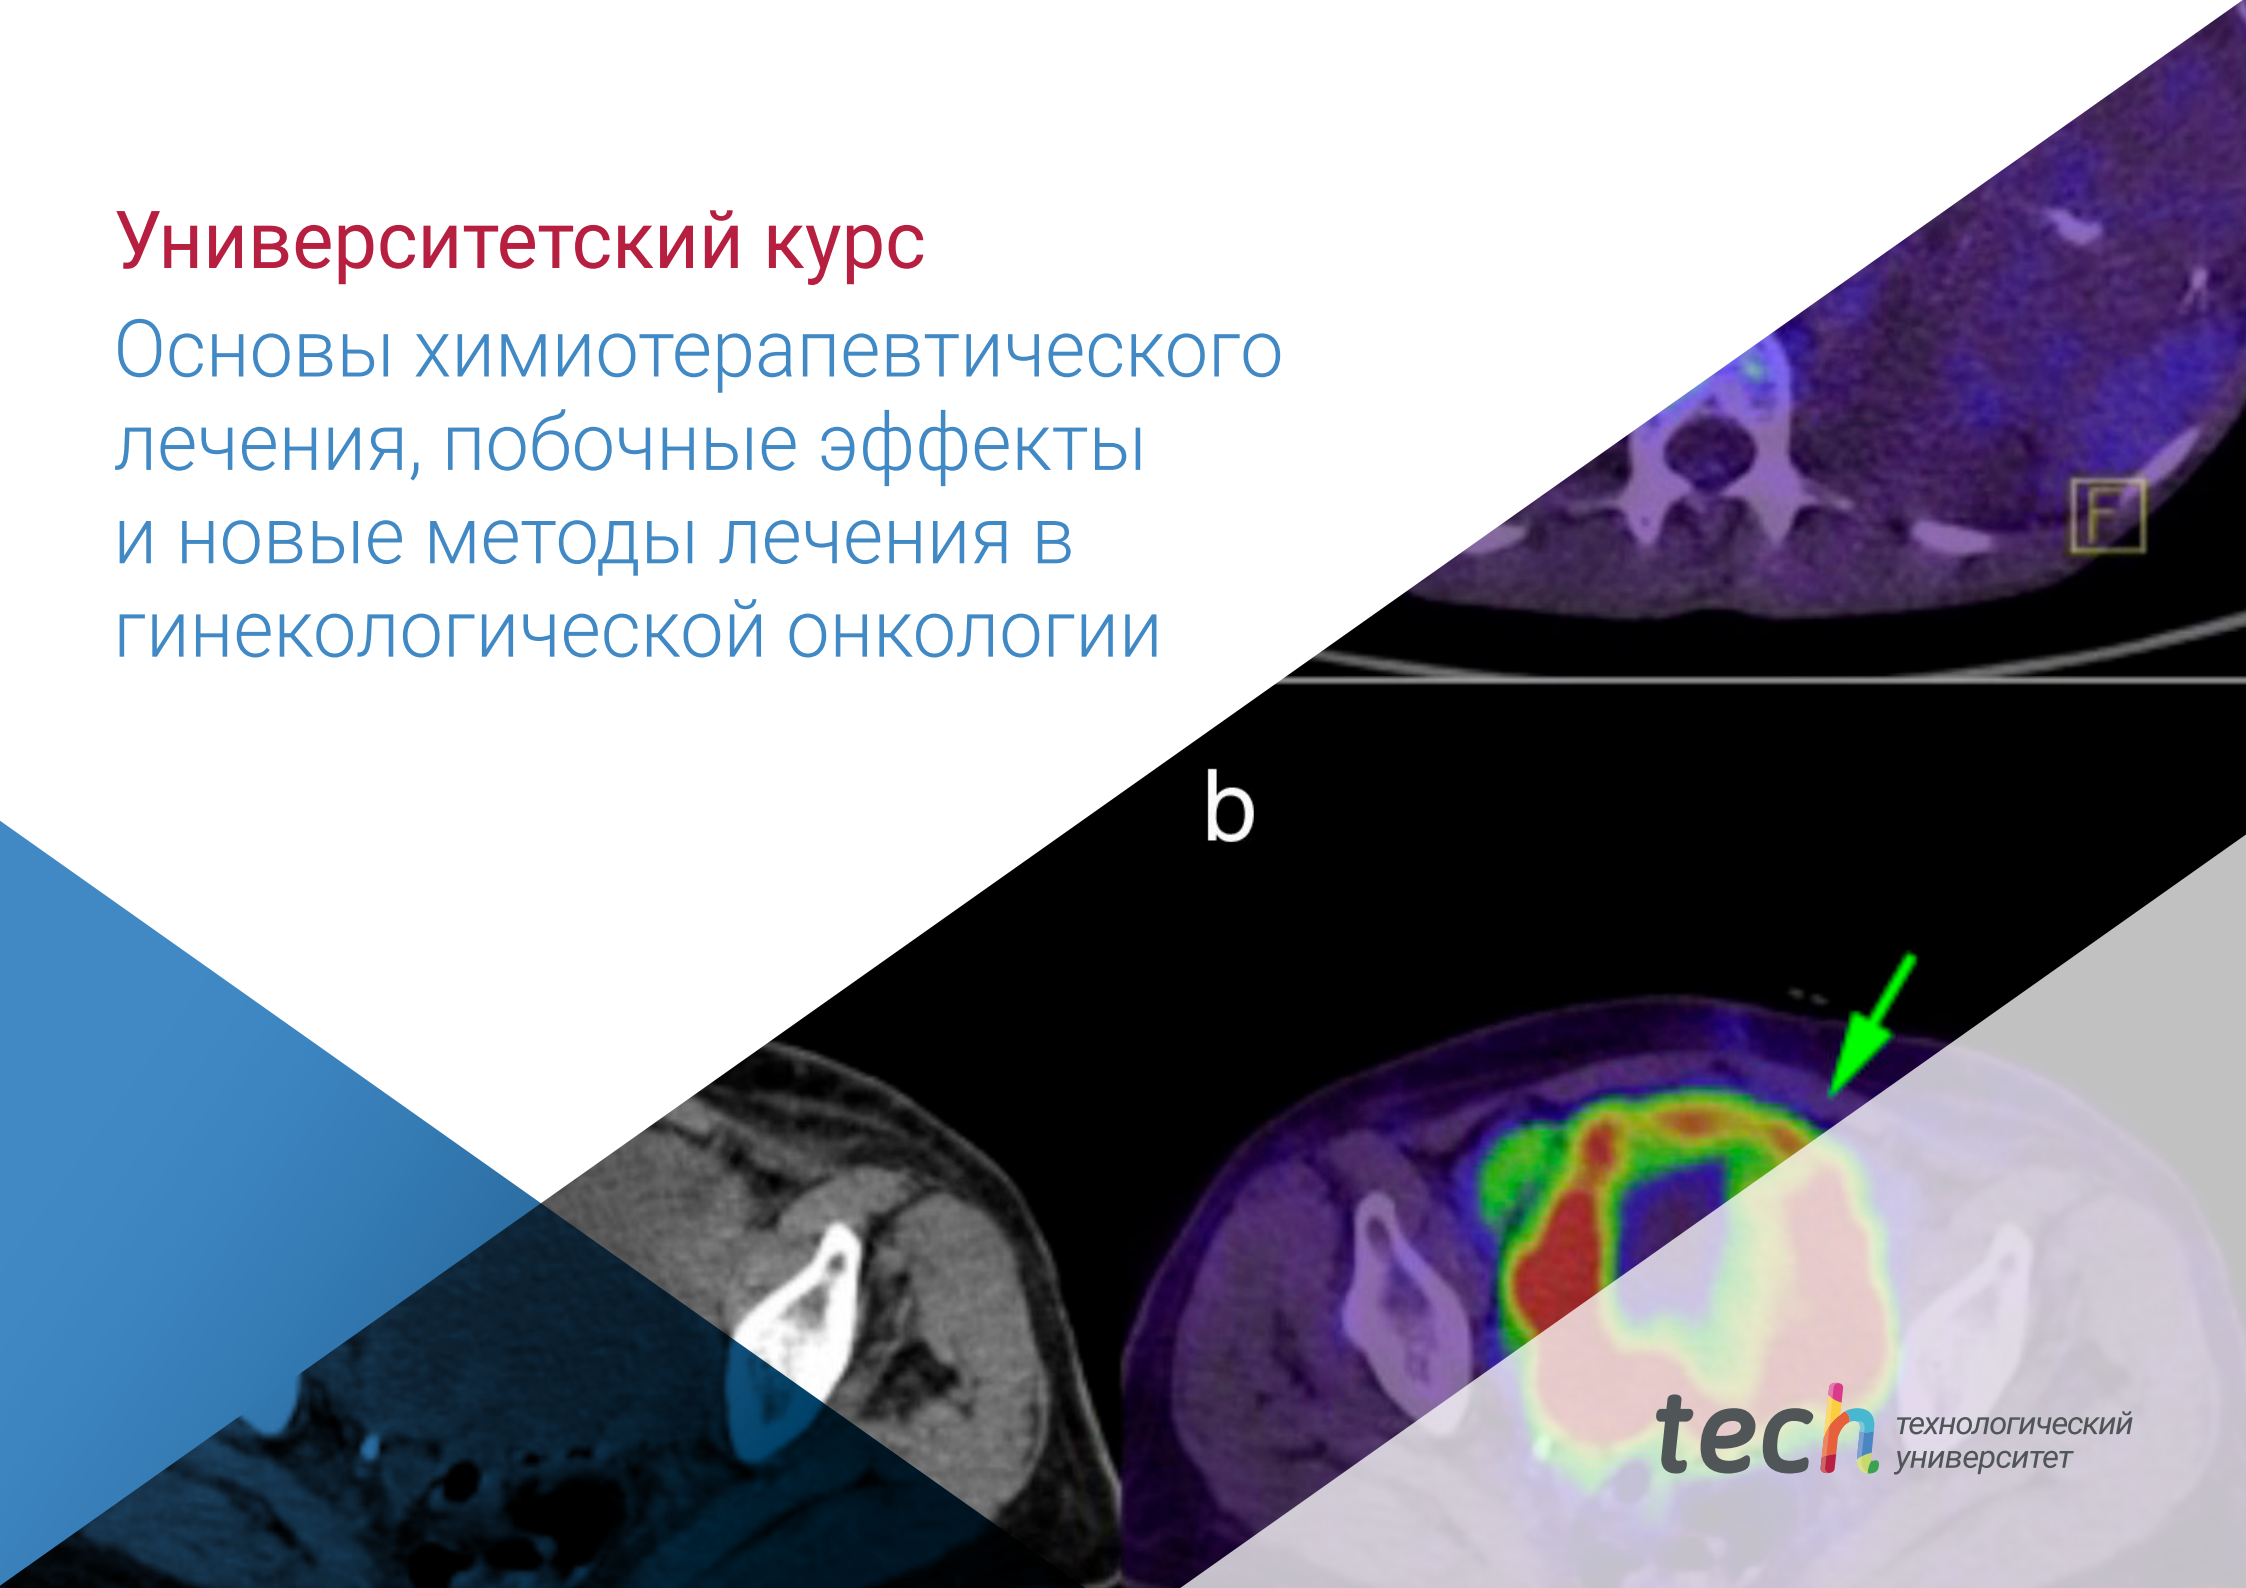 Университетский курс
Основы химиотерапевтического
лечения, побочные эффекты
и новые методы лечения в
гинекологической онкологии
F
b
tech технологический
университет